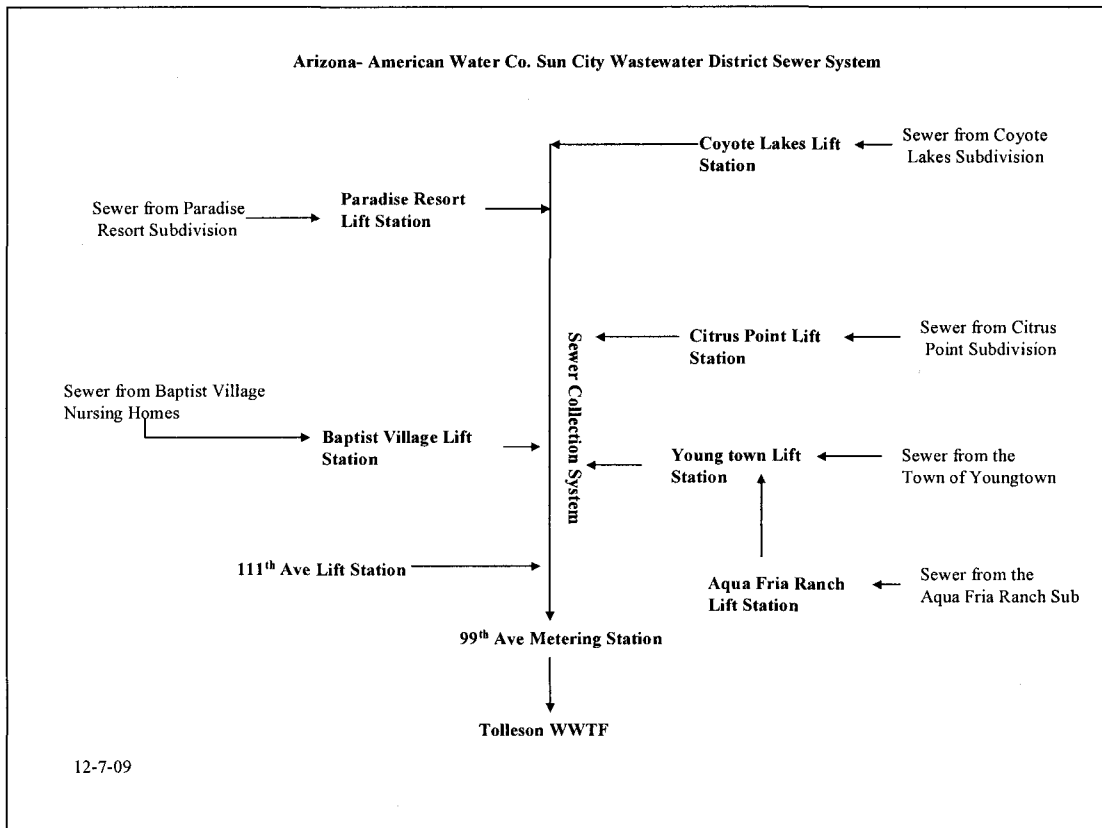 Arizona- American Water Co. Sun City Wastewater District Sewer System
Coyote Lakes Lift
Station
Sewer from Coyote
Lakes Subdivision
Sewer from Paradise
Resort Subdivision
Paradise Resort
Lift Station
Sewer Collection System
Citrus Point Lift
Station
Sewer from Citrus
Point Subdivision
Sewer from Baptist Village
Nursing Homes
Baptist Village Lift
Station
Young town Lift
Station
Sewer from the
Town of Youngtown
111th Ave Lift Station
Aqua Fria Ranch
Lift Station
Sewer from the
Aqua Fria Ranch Sub
99th Ave Metering Station
Tolleson WWTF
12-7-09